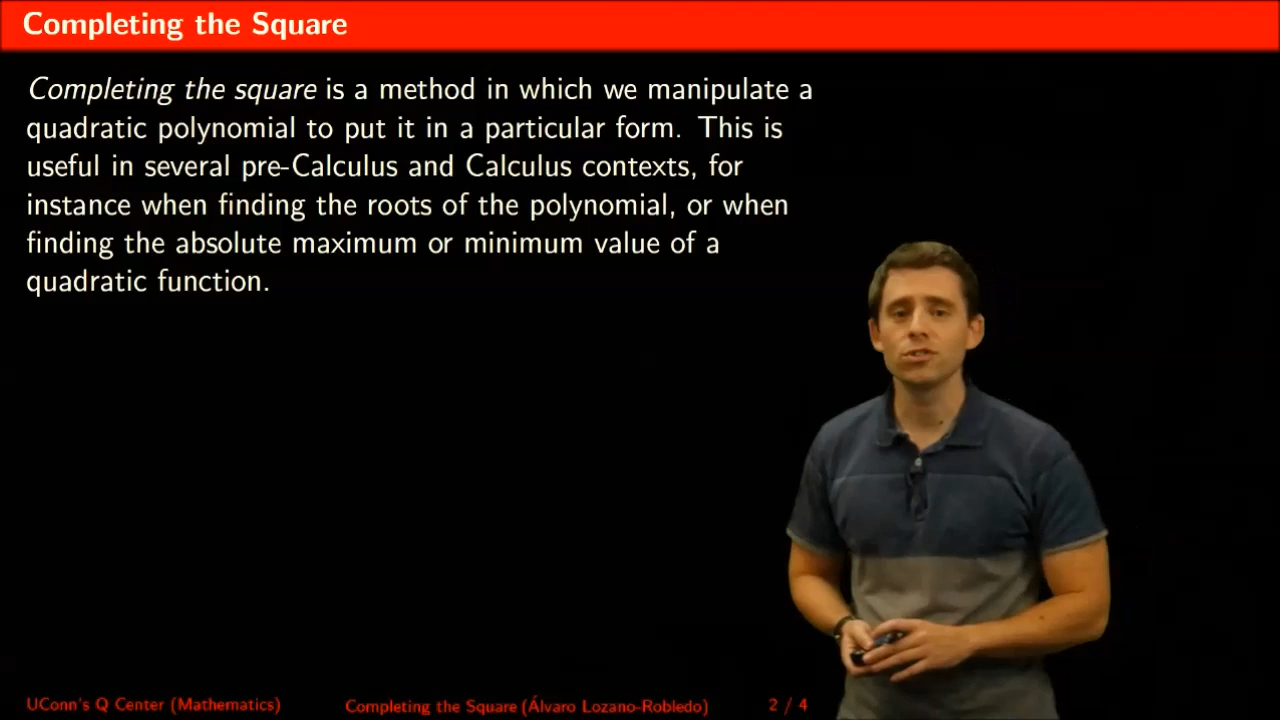 Completing the Square
Completing the square is a method in which we manipulate a
quadratic polynomial to put it in a particular form. This is
useful in several pre-Calculus and Calculus contexts, for
instance when finding the roots of the polynomial, or when
finding the absolute maximum or minimum value of a
quadratic function.
UConn's Q Center (Mathematics) Completing the Square (Álvaro Lozano-Robledo) 2 / 4